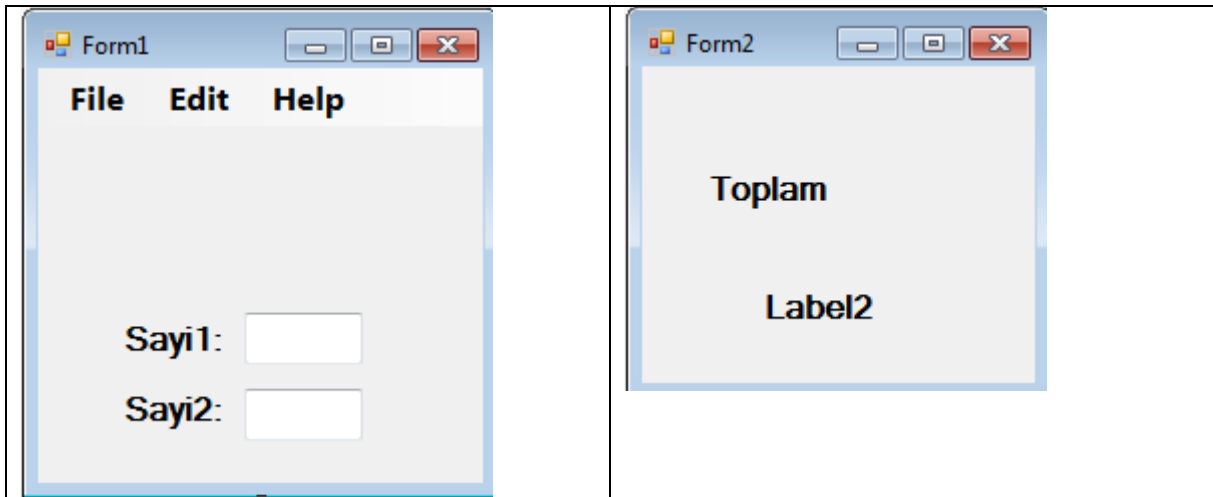 Form1
File Edit Help
Sayi1:
Sayi2:
Form2
Toplam
Label2